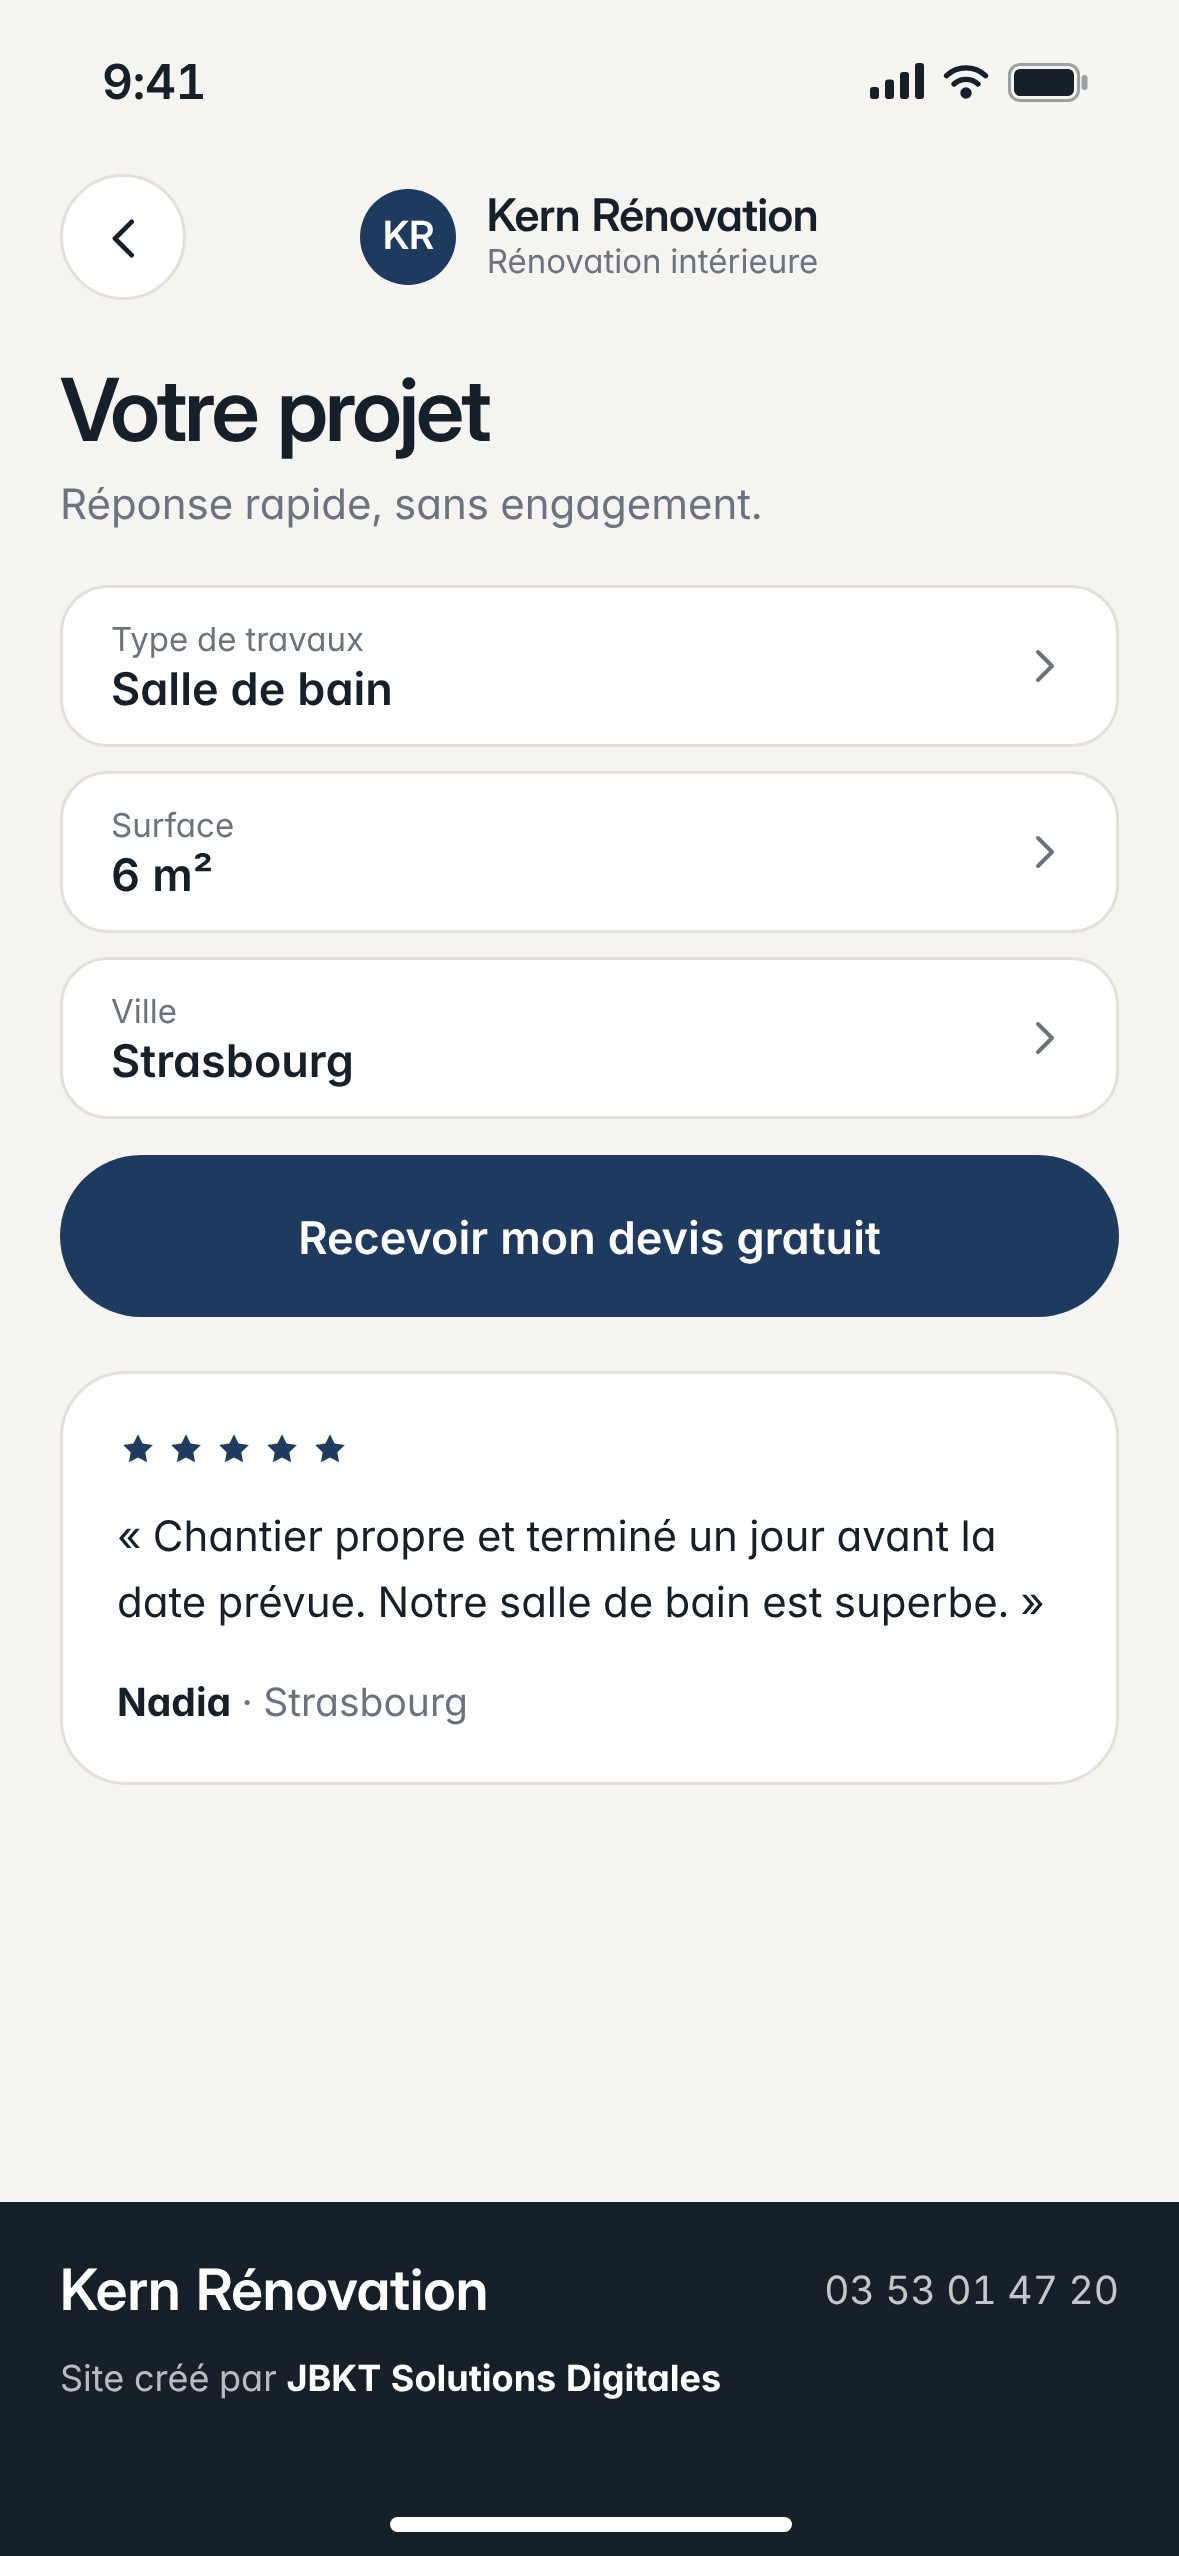 9:41
KR
Kern Rénovation
Rénovation intérieure
Votre projet
Réponse rapide, sans engagement.
Type de travaux
Salle de bain
Surface
6 m²
Ville
Strasbourg
Recevoir mon devis gratuit
« Chantier propre et terminé un jour avant la
date prévue. Notre salle de bain est superbe. »
Nadia · Strasbourg
Kern Rénovation
03 53 01 47 20
Site créé par JBKT Solutions Digitales